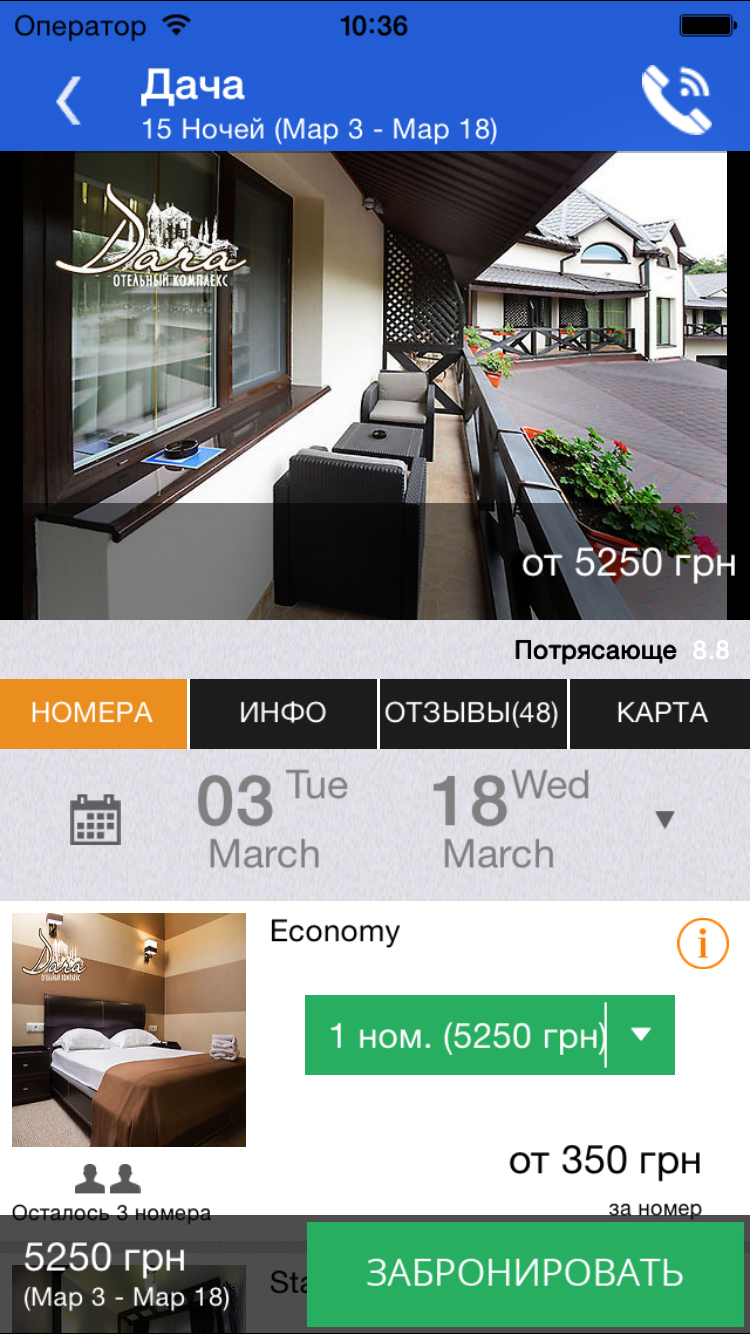 Оператор 10:36
Дача
15 Ночей (Мар 3 - Мар 18)
Дача
ОТЕЛЬНЫЙ КОМПЛЕКС
от 5250 грн
Потрясающе 8.8
НОМЕРА ИНФО ОТЗЫВЫ(48) КАРТА
03 Tue March
18 Wed March
Economy
i
Дача
ОТЕЛЬНЫЙ КОМПЛЕКС
1 ном. (5250 грн)
от 350 грн
за номер
Осталось 3 номера
5250 грн
(Мар 3 - Мар 18)
ЗАБРОНИРОВАТЬ